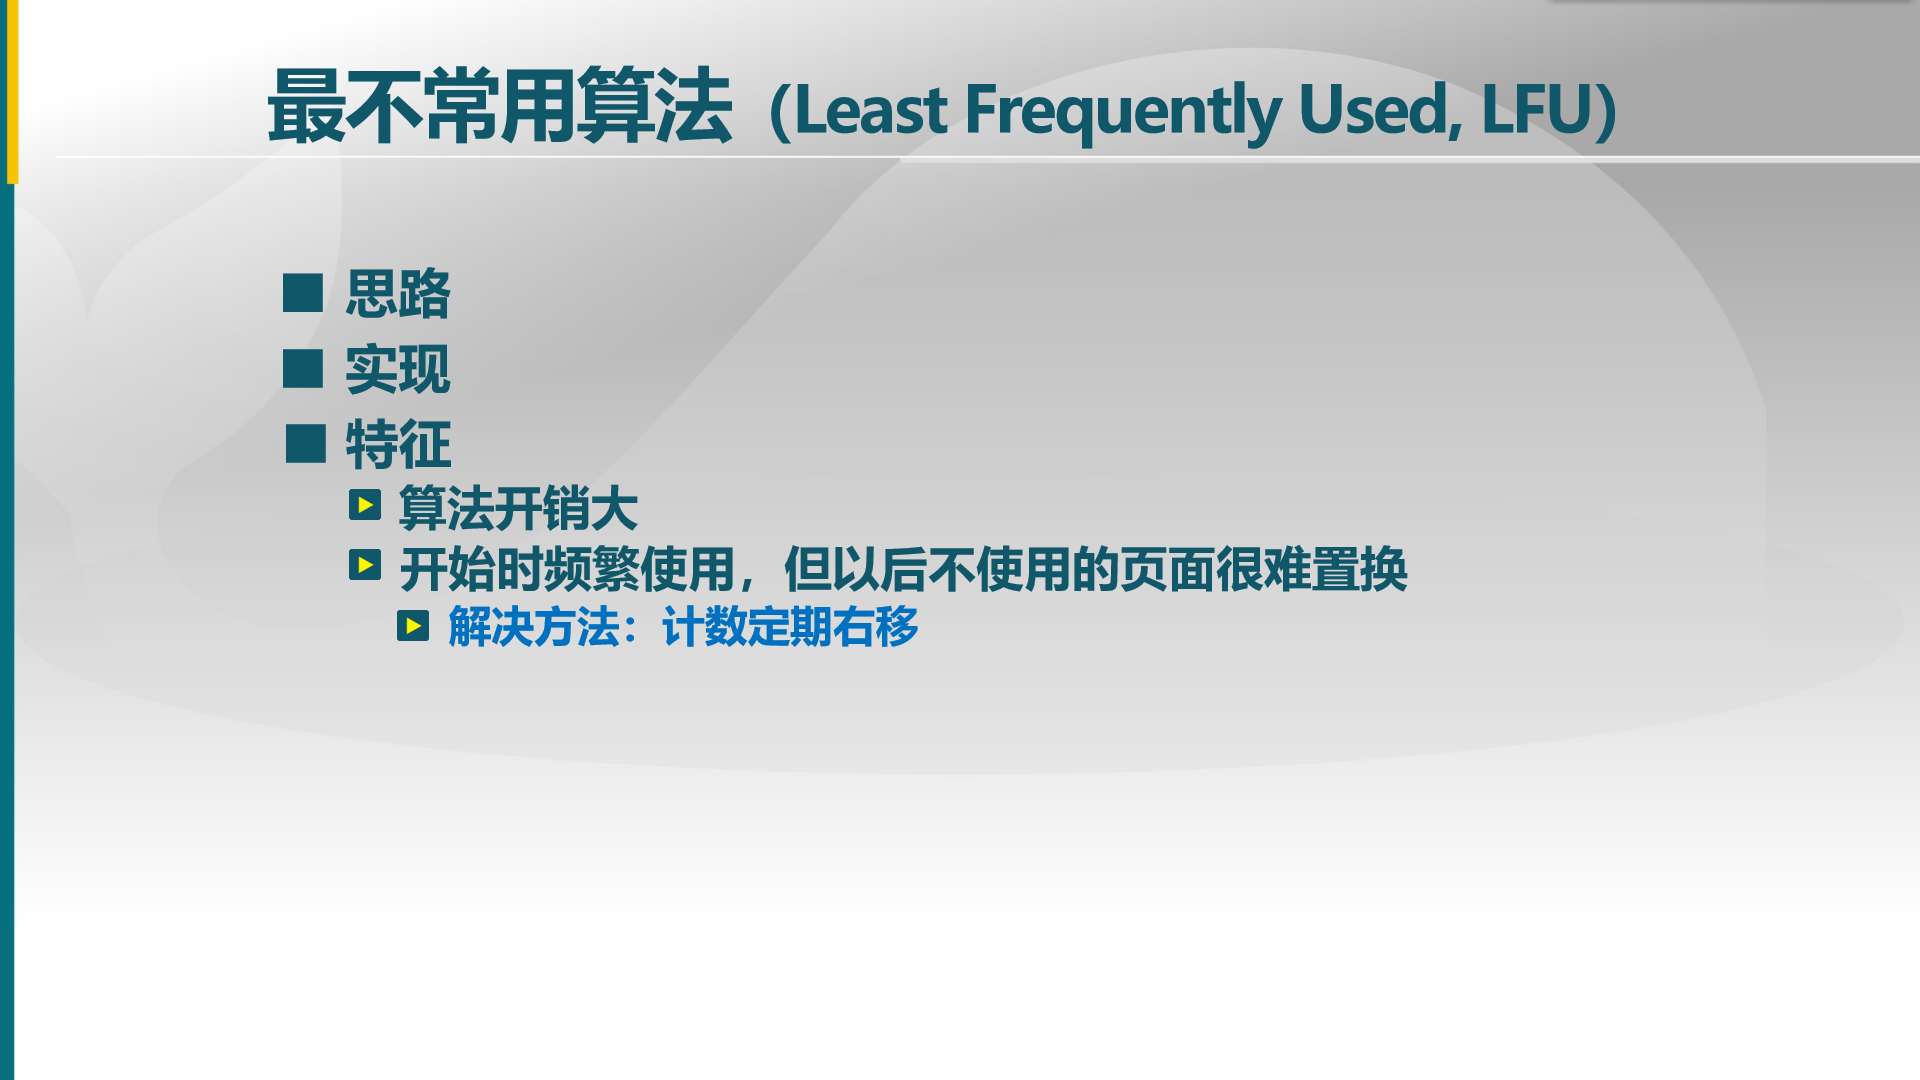 最不常用算法（Least Frequently Used, LFU）
思路
实现
特征
算法开销大
开始时频繁使用，但以后不使用的页面很难置换
解决方法：计数定期右移